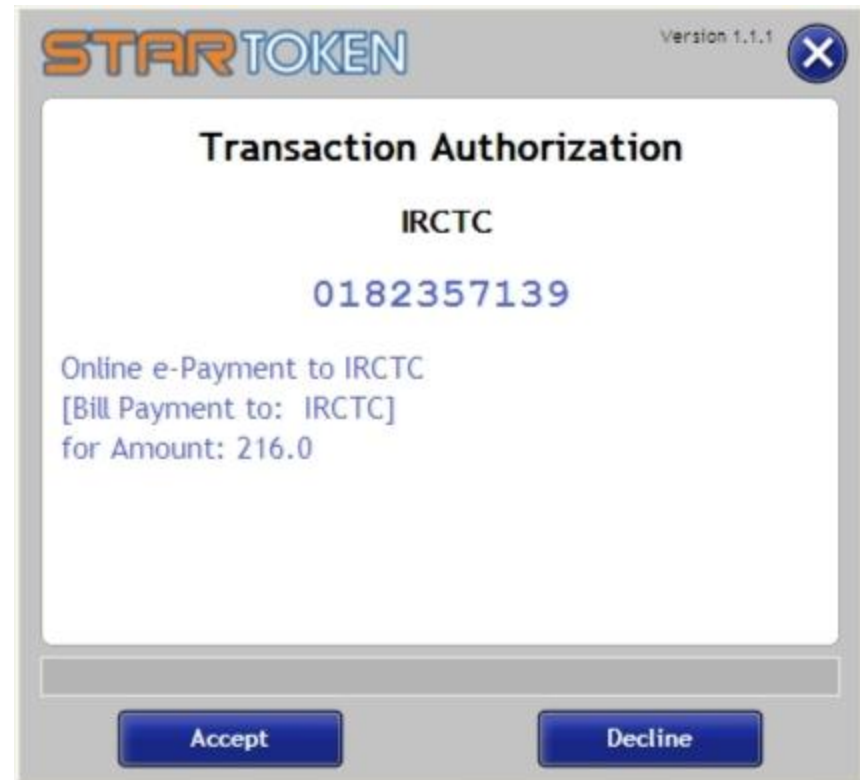 STARTOKEN
Version 1.1.1
Transaction Authorization
IRCTC
0182357139
Online e-Payment to IRCTC
[Bill Payment to: IRCTC]
for Amount: 216.0
Accept
Decline